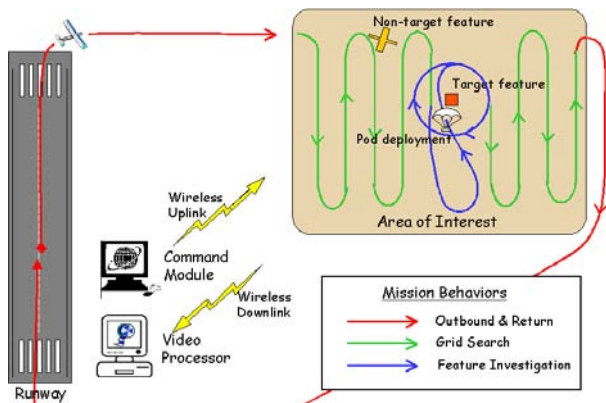 Non-target feature
Target feature
Pod deployment
Area of Interest
Wireless
Uplink
Command
Module
Wireless
Downlink
Video
Processor
Runway
Mission Behaviors
Outbound & Return
Grid Search
Feature Investigation